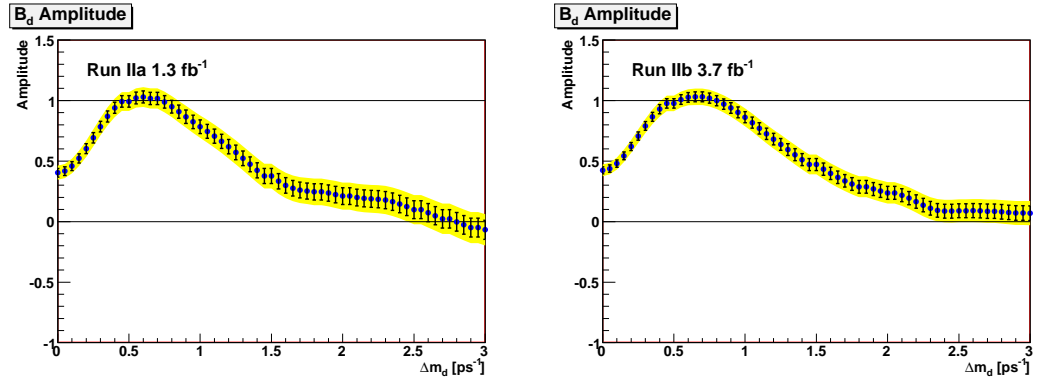 B_d Amplitude
Amplitude
1.5
1
0.5
0
-0.5
-1
Run IIa 1.3 fb⁻¹
0 0.5 1 1.5 2 2.5 3
Δm_d [ps⁻¹]
B_d Amplitude
Amplitude
1.5
1
0.5
0
-0.5
-1
Run IIb 3.7 fb⁻¹
0 0.5 1 1.5 2 2.5 3
Δm_d [ps⁻¹]